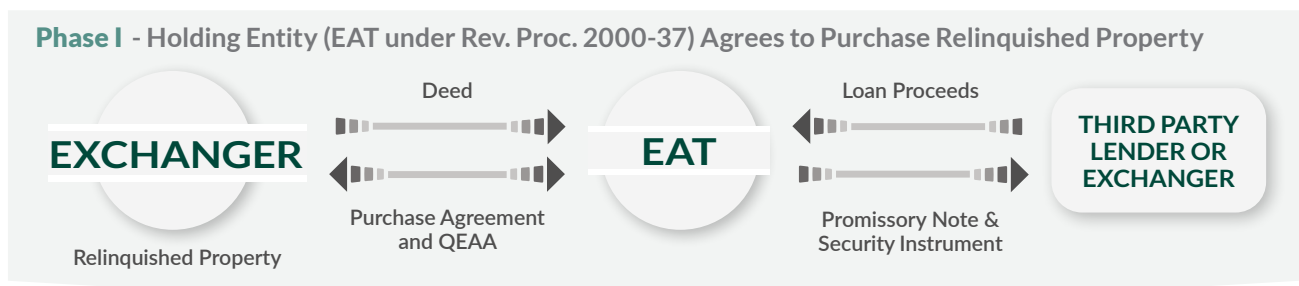 Phase I - Holding Entity (EAT under Rev. Proc. 2000-37) Agrees to Purchase Relinquished Property
EXCHANGER
Relinquished Property
Deed
Purchase Agreement
and QEAA
EAT
Loan Proceeds
Promissory Note &
Security Instrument
THIRD PARTY
LENDER OR
EXCHANGER